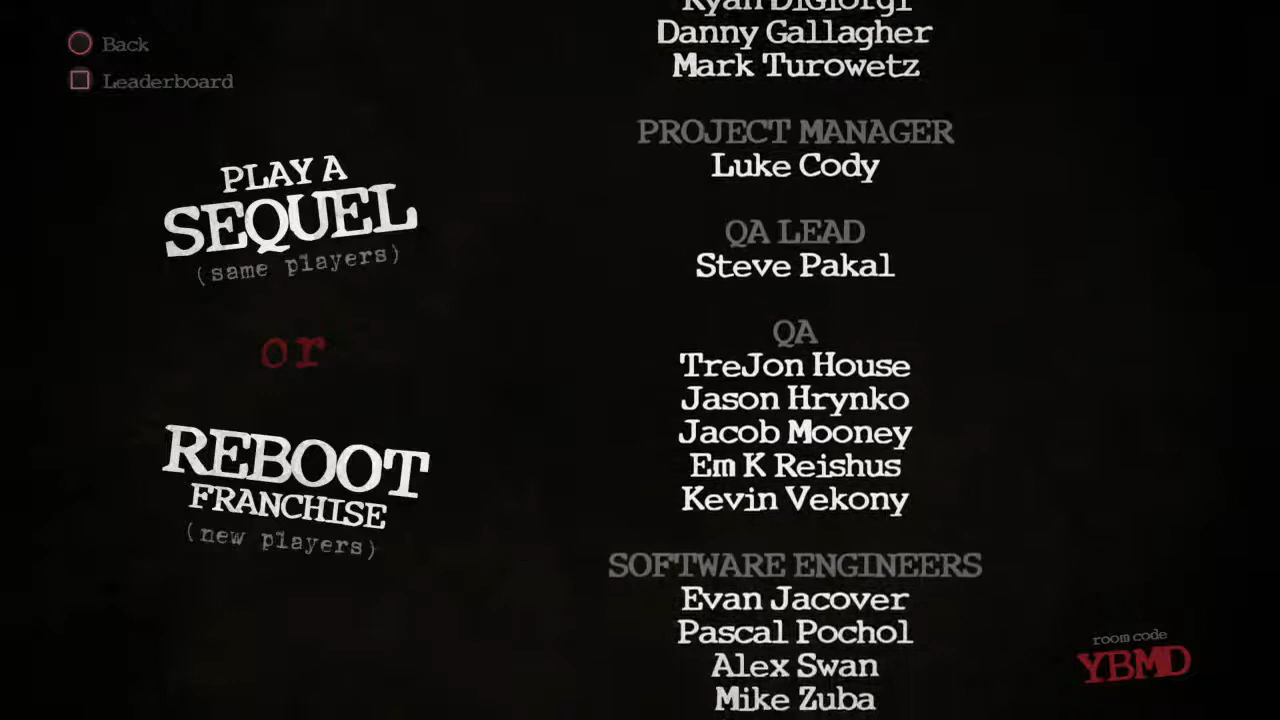 Back
Leaderboard
PLAY A
SEQUEL
(same players)
or
REBOOT
FRANCHISE
(new players)
Ryan DiGiorgi
Danny Gallagher
Mark Turowetz
PROJECT MANAGER
Luke Cody
QA LEAD
Steve Pakal
QA
TreJon House
Jason Hrynko
Jacob Mooney
Em K Reishus
Kevin Vekony
SOFTWARE ENGINEERS
Evan Jacover
Pascal Pochol
Alex Swan
Mike Zuba
room code
YBMD